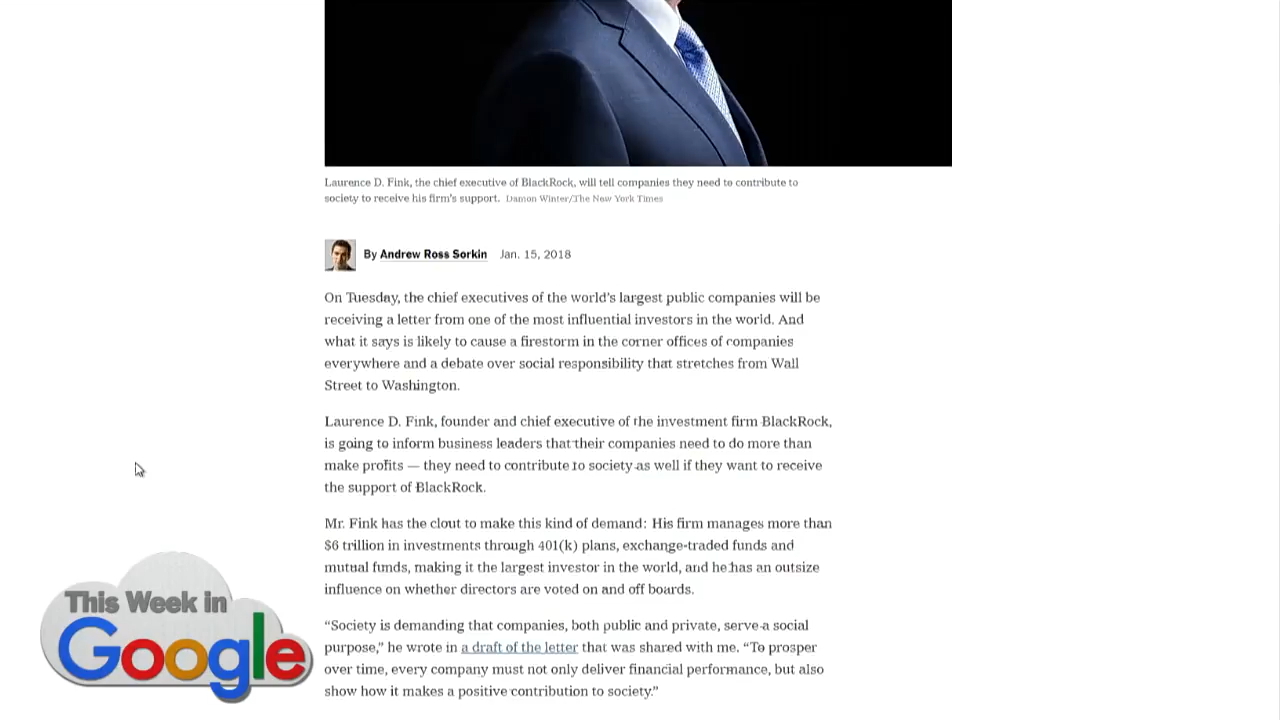 Laurence D. Fink, the chief executive of BlackRock, will tell companies they need to contribute to
society to receive his firm's support. Damon Winter/The New York Times
By Andrew Ross Sorkin Jan. 15, 2018
On Tuesday, the chief executives of the world's largest public companies will be
receiving a letter from one of the most influential investors in the world. And
what it says is likely to cause a firestorm in the corner offices of companies
everywhere and a debate over social responsibility that stretches from Wall
Street to Washington.
Laurence D. Fink, founder and chief executive of the investment firm BlackRock,
is going to inform business leaders that their companies need to do more than
make profits — they need to contribute to society as well if they want to receive
the support of BlackRock.
Mr. Fink has the clout to make this kind of demand: His firm manages more than
$6 trillion in investments through 401(k) plans, exchange-traded funds and
mutual funds, making it the largest investor in the world, and he has an outsize
influence on whether directors are voted on and off boards.
“Society is demanding that companies, both public and private, serve a social
purpose,” he wrote in a draft of the letter that was shared with me. “To prosper
over time, every company must not only deliver financial performance, but also
show how it makes a positive contribution to society.”
This Week in
Google